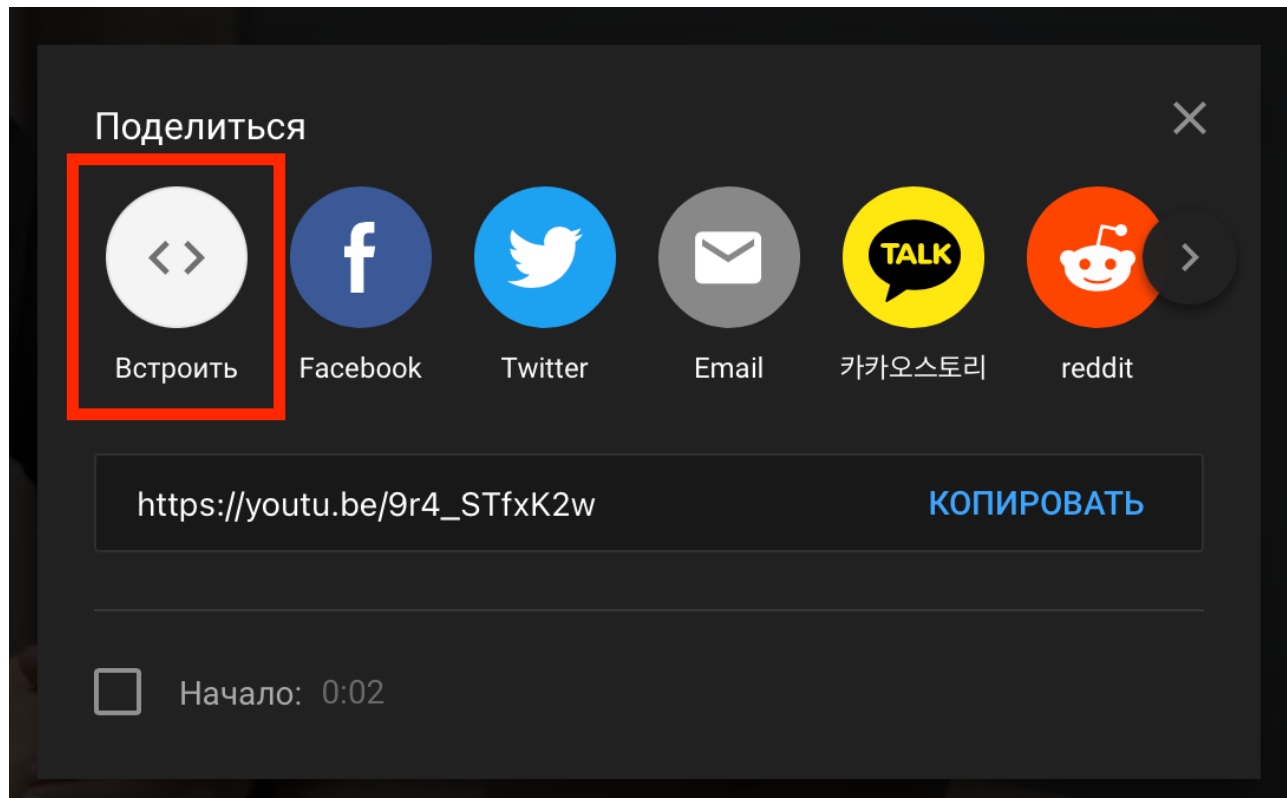 Поделиться
TALK
Встроить
Facebook
Twitter
Email
카카오스토리
reddit
https://youtu.be/9r4_STfxK2w
КОПИРОВАТЬ
Начало: 0:02